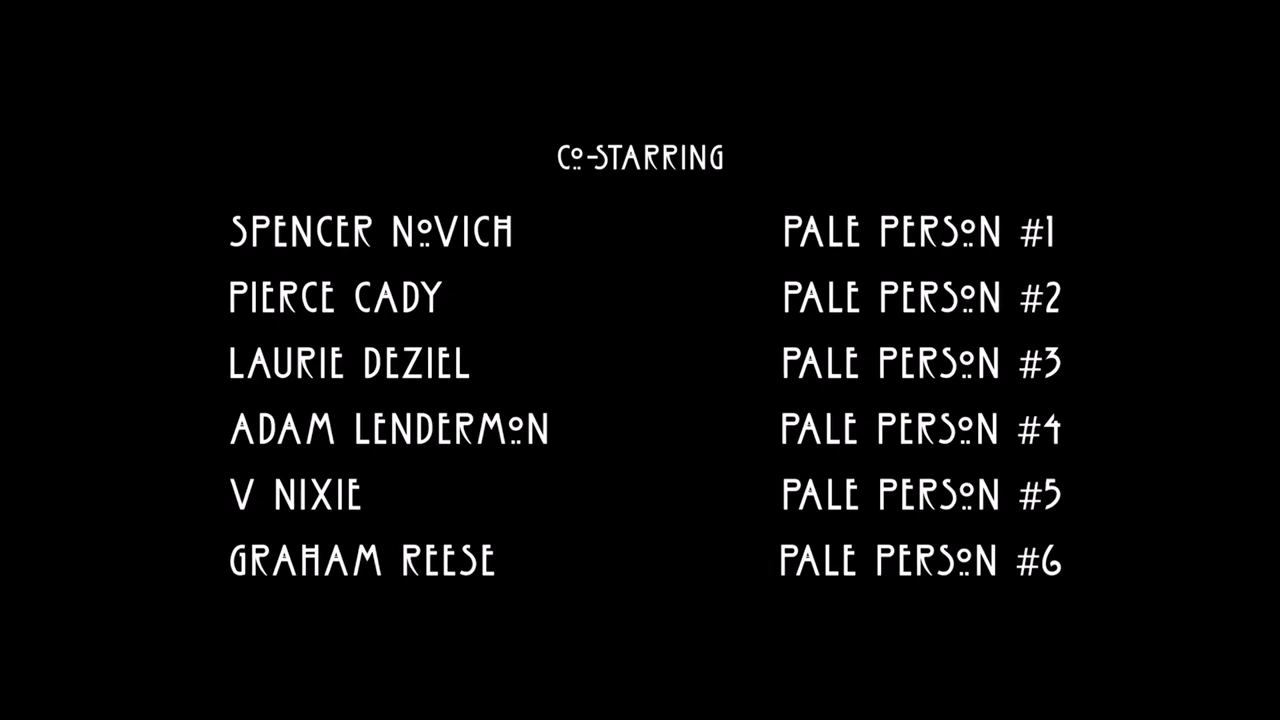 CO-STARRING
SPENCER NOVICH PALE PERSON #1
PIERCE CADY PALE PERSON #2
LAURIE DEZIEL PALE PERSON #3
ADAM LENDERMON PALE PERSON #4
V NIXIE PALE PERSON #5
GRAHAM REESE PALE PERSON #6